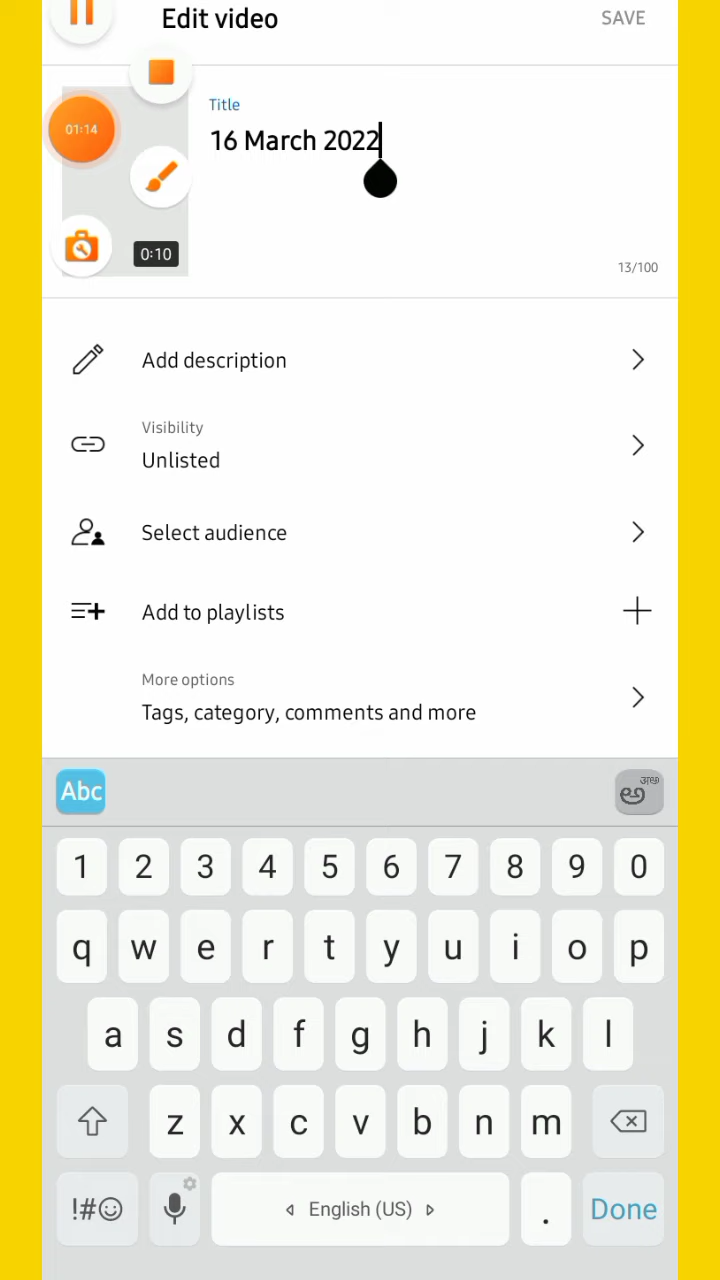 Edit video
SAVE
01:14
Title
16 March 2022
0:10
13/100
Add description
Visibility
Unlisted
Select audience
Add to playlists
More options
Tags, category, comments and more
Abc
అ अல
1 2 3 4 5 6 7 8 9 0
q w e r t y u i o p
a s d f g h j k l
z x c v b n m
!#☺ English (US) . Done